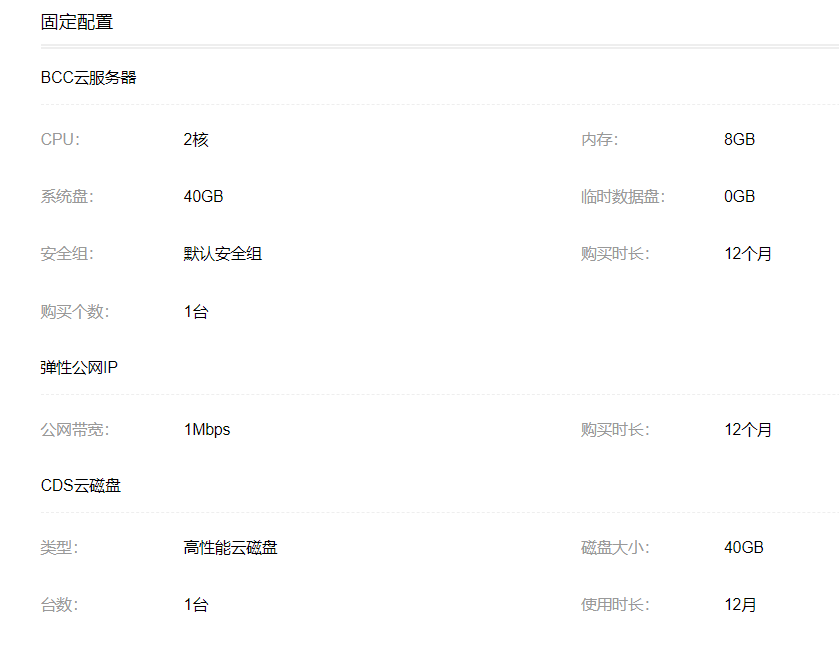 固定配置
BCC云服务器
CPU: 2核 内存: 8GB
系统盘: 40GB 临时数据盘: 0GB
安全组: 默认安全组 购买时长: 12个月
购买个数: 1台
弹性公网IP
公网带宽: 1Mbps 购买时长: 12个月
CDS云磁盘
类型: 高性能云磁盘 磁盘大小: 40GB
台数: 1台 使用时长: 12月